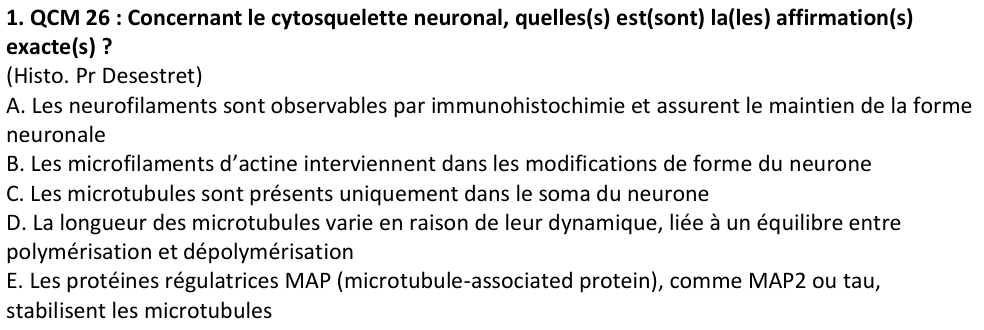 1. QCM 26 : Concernant le cytosquelette neuronal, quelles(s) est(sont) la(les) affirmation(s)
exacte(s) ?
(Histo. Pr Desestret)
A. Les neurofilaments sont observables par immunohistochimie et assurent le maintien de la forme
neuronale
B. Les microfilaments d’actine interviennent dans les modifications de forme du neurone
C. Les microtubules sont présents uniquement dans le soma du neurone
D. La longueur des microtubules varie en raison de leur dynamique, liée à un équilibre entre
polymérisation et dépolymérisation
E. Les protéines régulatrices MAP (microtubule-associated protein), comme MAP2 ou tau,
stabilisent les microtubules